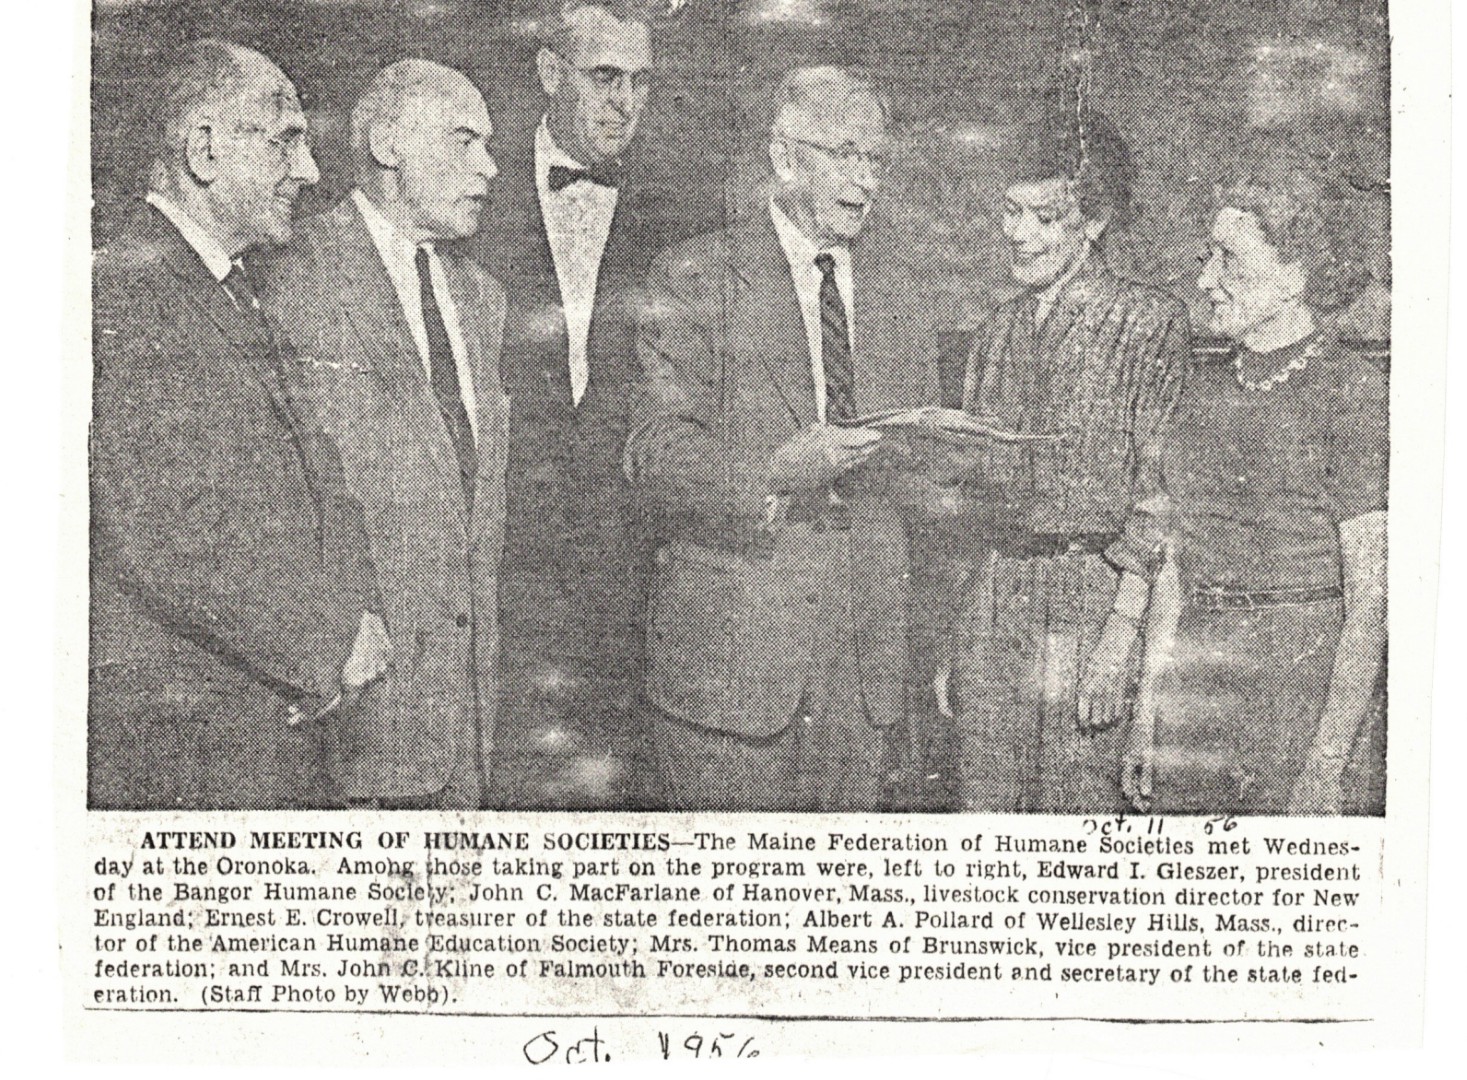 Oct. 11 56
ATTEND MEETING OF HUMANE SOCIETIES—The Maine Federation of Humane Societies met Wednes-
day at the Oronoka. Among those taking part on the program were, left to right, Edward I. Gleszer, president
of the Bangor Humane Society; John C. MacFarlane of Hanover, Mass., livestock conservation director for New
England; Ernest E. Crowell, treasurer of the state federation; Albert A. Pollard of Wellesley Hills, Mass., direc-
tor of the American Humane Education Society; Mrs. Thomas Means of Brunswick, vice president of the state
federation; and Mrs. John C. Kline of Falmouth Foreside, second vice president and secretary of the state fed-
eration. (Staff Photo by Webb).
Oct. 1956